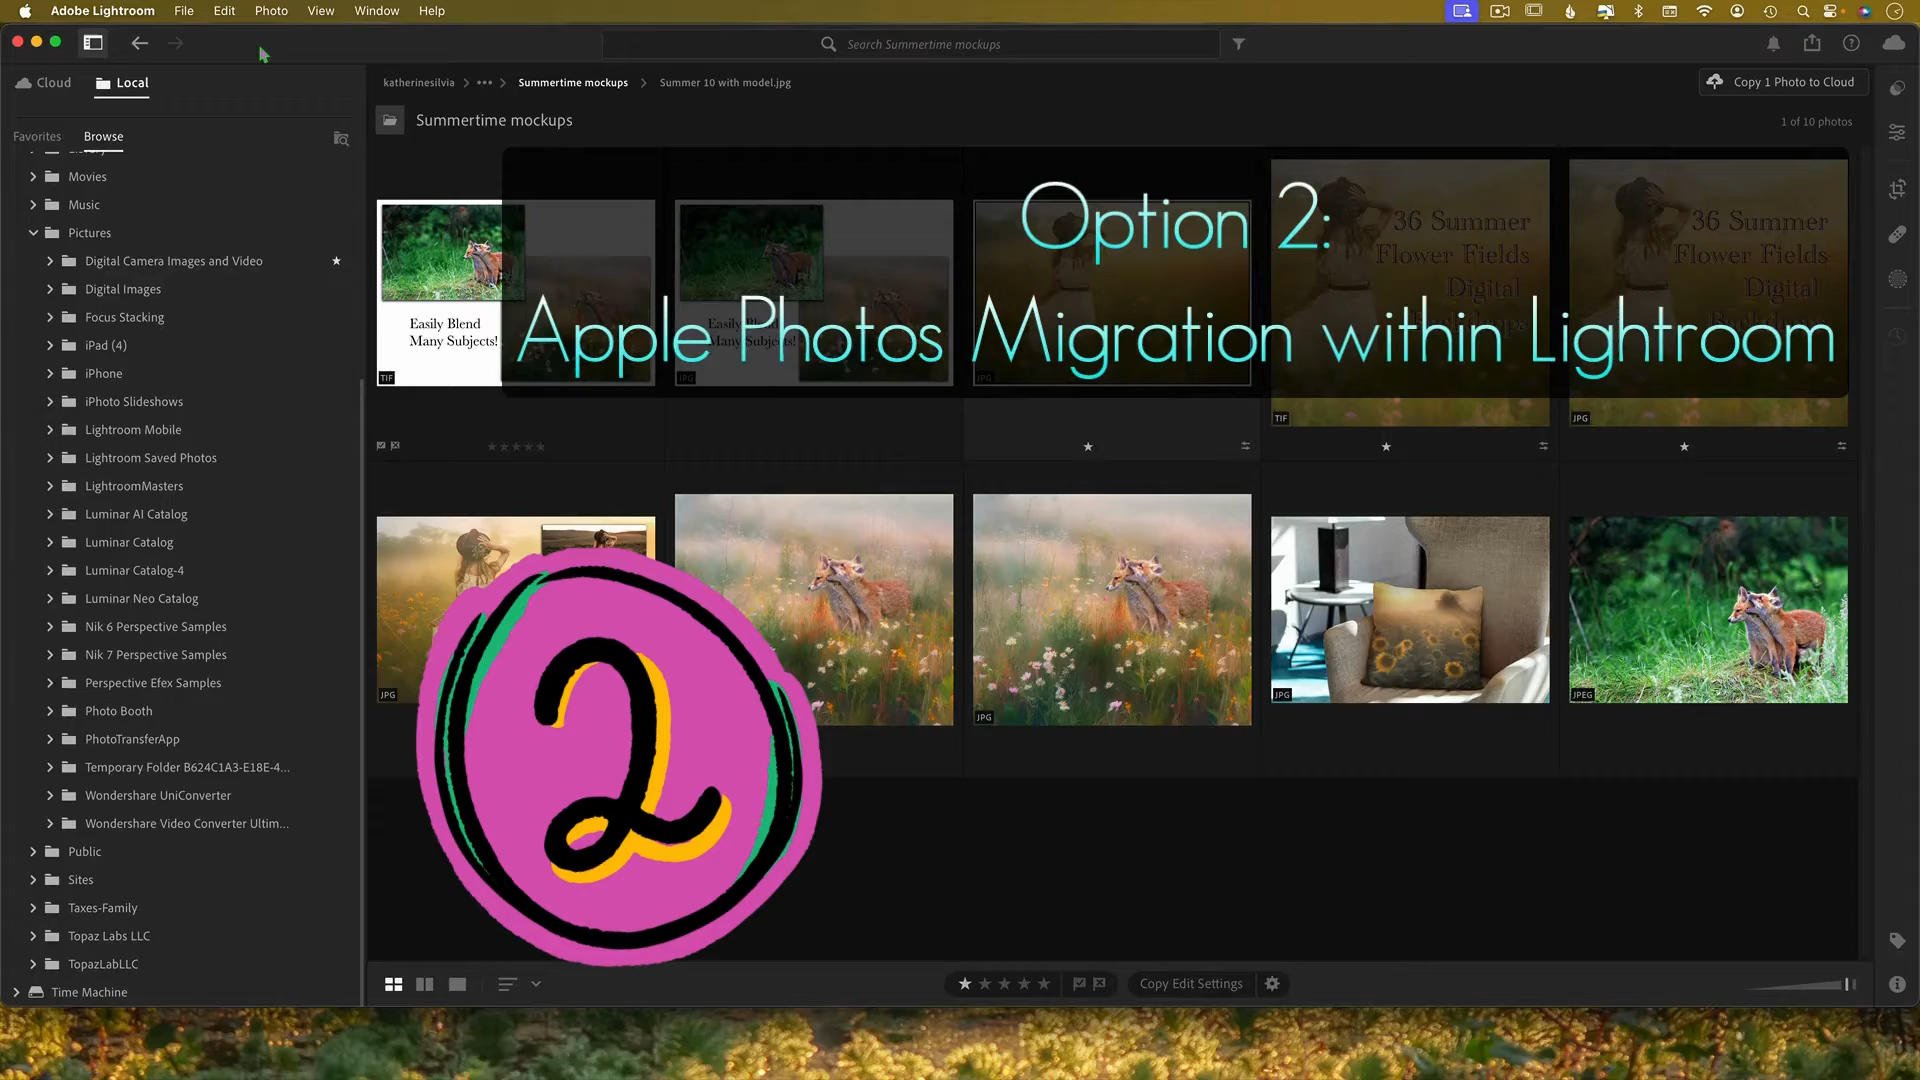 Adobe Lightroom File Edit Photo View Window Help
Search Summertime mockups
Cloud Local
katherinesilvia ••• Summertime mockups Summer 10 with model.jpg
Copy 1 Photo to Cloud
Summertime mockups
1 of 10 photos
Favorites Browse
Movies
Music
Pictures
Digital Camera Images and Video
Digital Images
Focus Stacking
iPad (4)
iPhone
iPhoto Slideshows
Lightroom Mobile
Lightroom Saved Photos
LightroomMasters
Luminar AI Catalog
Luminar Catalog
Luminar Catalog-4
Luminar Neo Catalog
Nik 6 Perspective Samples
Nik 7 Perspective Samples
Perspective Efex Samples
Photo Booth
PhotoTransferApp
Temporary Folder B624C1A3-E18E-4...
Wondershare UniConverter
Wondershare Video Converter Ultim...
Public
Sites
Taxes-Family
Topaz Labs LLC
TopazLabLLC
Time Machine
Option 2:
Apple Photos Migration within Lightroom
Easily Blend
Many Subjects!
TIF
Easily Blend
Many Subjects!
JPG
JPG
36 Summer
Flower Fields
Digital
TIF
36 Summer
Flower Fields
Digital
JPG
JPG
JPG
JPG
JPEG
2
Copy Edit Settings